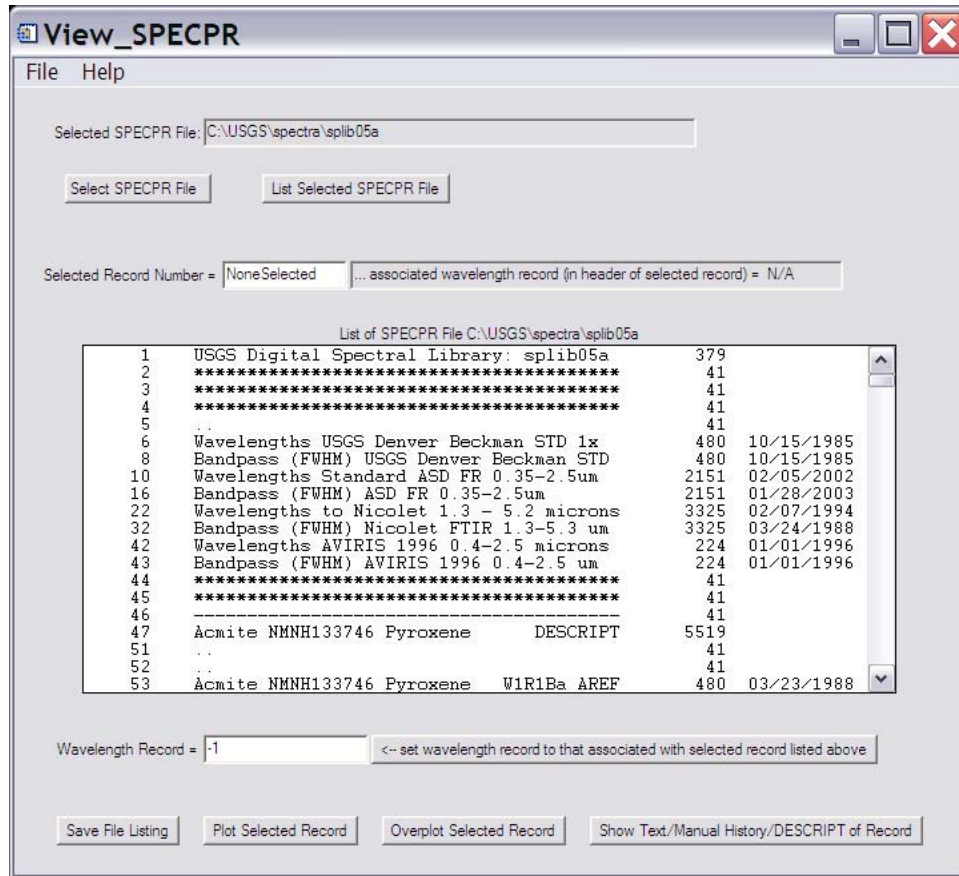 View_SPECPR
File Help
Selected SPECPR File: C:\USGS\spectra\splib05a
Select SPECPR File List Selected SPECPR File
Selected Record Number = NoneSelected ... associated wavelength record (in header of selected record) = N/A
List of SPECPR File C:\USGS\spectra\splib05a
1 USGS Digital Spectral Library: splib05a 379
2 **************************************** 41
3 **************************************** 41
4 **************************************** 41
5 .. 41
6 Wavelengths USGS Denver Beckman STD 1x 480 10/15/1985
8 Bandpass (FWHM) USGS Denver Beckman STD 480 10/15/1985
10 Wavelengths Standard ASD FR 0.35-2.5um 2151 02/05/2002
16 Bandpass (FWHM) ASD FR 0.35-2.5um 2151 01/28/2003
22 Wavelengths to Nicolet 1.3 - 5.2 microns 3325 02/07/1994
32 Bandpass (FWHM) Nicolet FTIR 1.3-5.3 um 3325 03/24/1988
42 Wavelengths AVIRIS 1996 0.4-2.5 microns 224 01/01/1996
43 Bandpass (FWHM) AVIRIS 1996 0.4-2.5 um 224 01/01/1996
44 **************************************** 41
45 **************************************** 41
46 ---------------------------------------- 41
47 Acmite NMNH133746 Pyroxene DESCRIPT 5519
51 .. 41
52 .. 41
53 Acmite NMNH133746 Pyroxene W1R1Ba AREF 480 03/23/1988
Wavelength Record = -1 <-- set wavelength record to that associated with selected record listed above
Save File Listing Plot Selected Record Overplot Selected Record Show Text/Manual History/DESCRIPT of Record